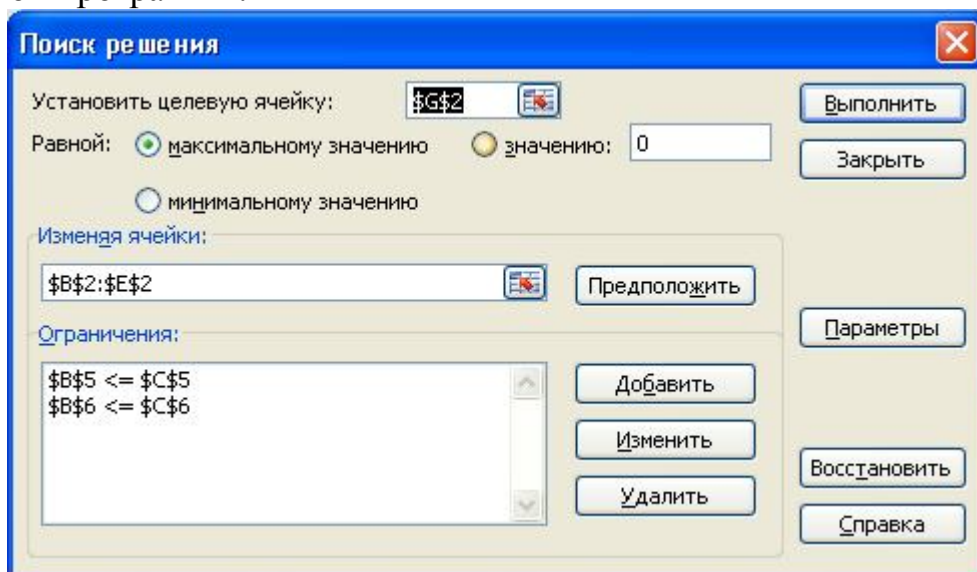 Поиск решения
Установить целевую ячейку: $G$2
Выполнить
Равной: максимальному значению значению: 0
Закрыть
минимальному значению
Изменяя ячейки:
$B$2:$E$2
Предположить
Ограничения:
Параметры
$B$5 <= $C$5
$B$6 <= $C$6
Добавить
Изменить
Удалить
Восстановить
Справка